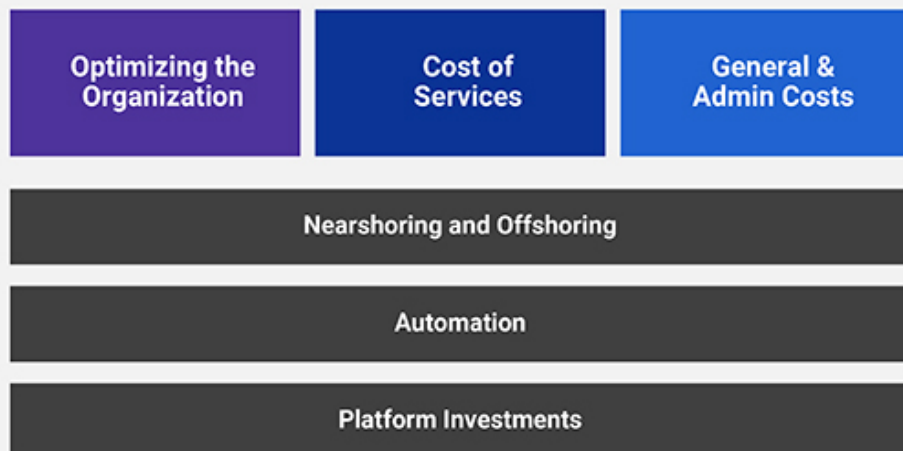 Optimizing the
Organization
Cost of
Services
General &
Admin Costs
Nearshoring and Offshoring
Automation
Platform Investments